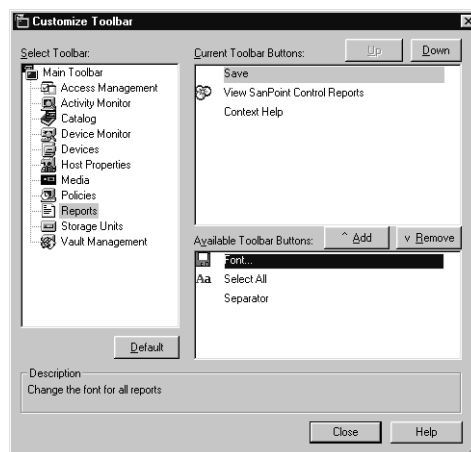 Customize Toolbar
Select Toolbar:
Main Toolbar
Access Management
Activity Monitor
Catalog
Device Monitor
Devices
Host Properties
Media
Policies
Reports
Storage Units
Vault Management
Default
Current Toolbar Buttons:
Up
Down
Save
View SanPoint Control Reports
Context Help
Available Toolbar Buttons:
^ Add
v Remove
Font...
Aa Select All
Separator
Description
Change the font for all reports
Close
Help